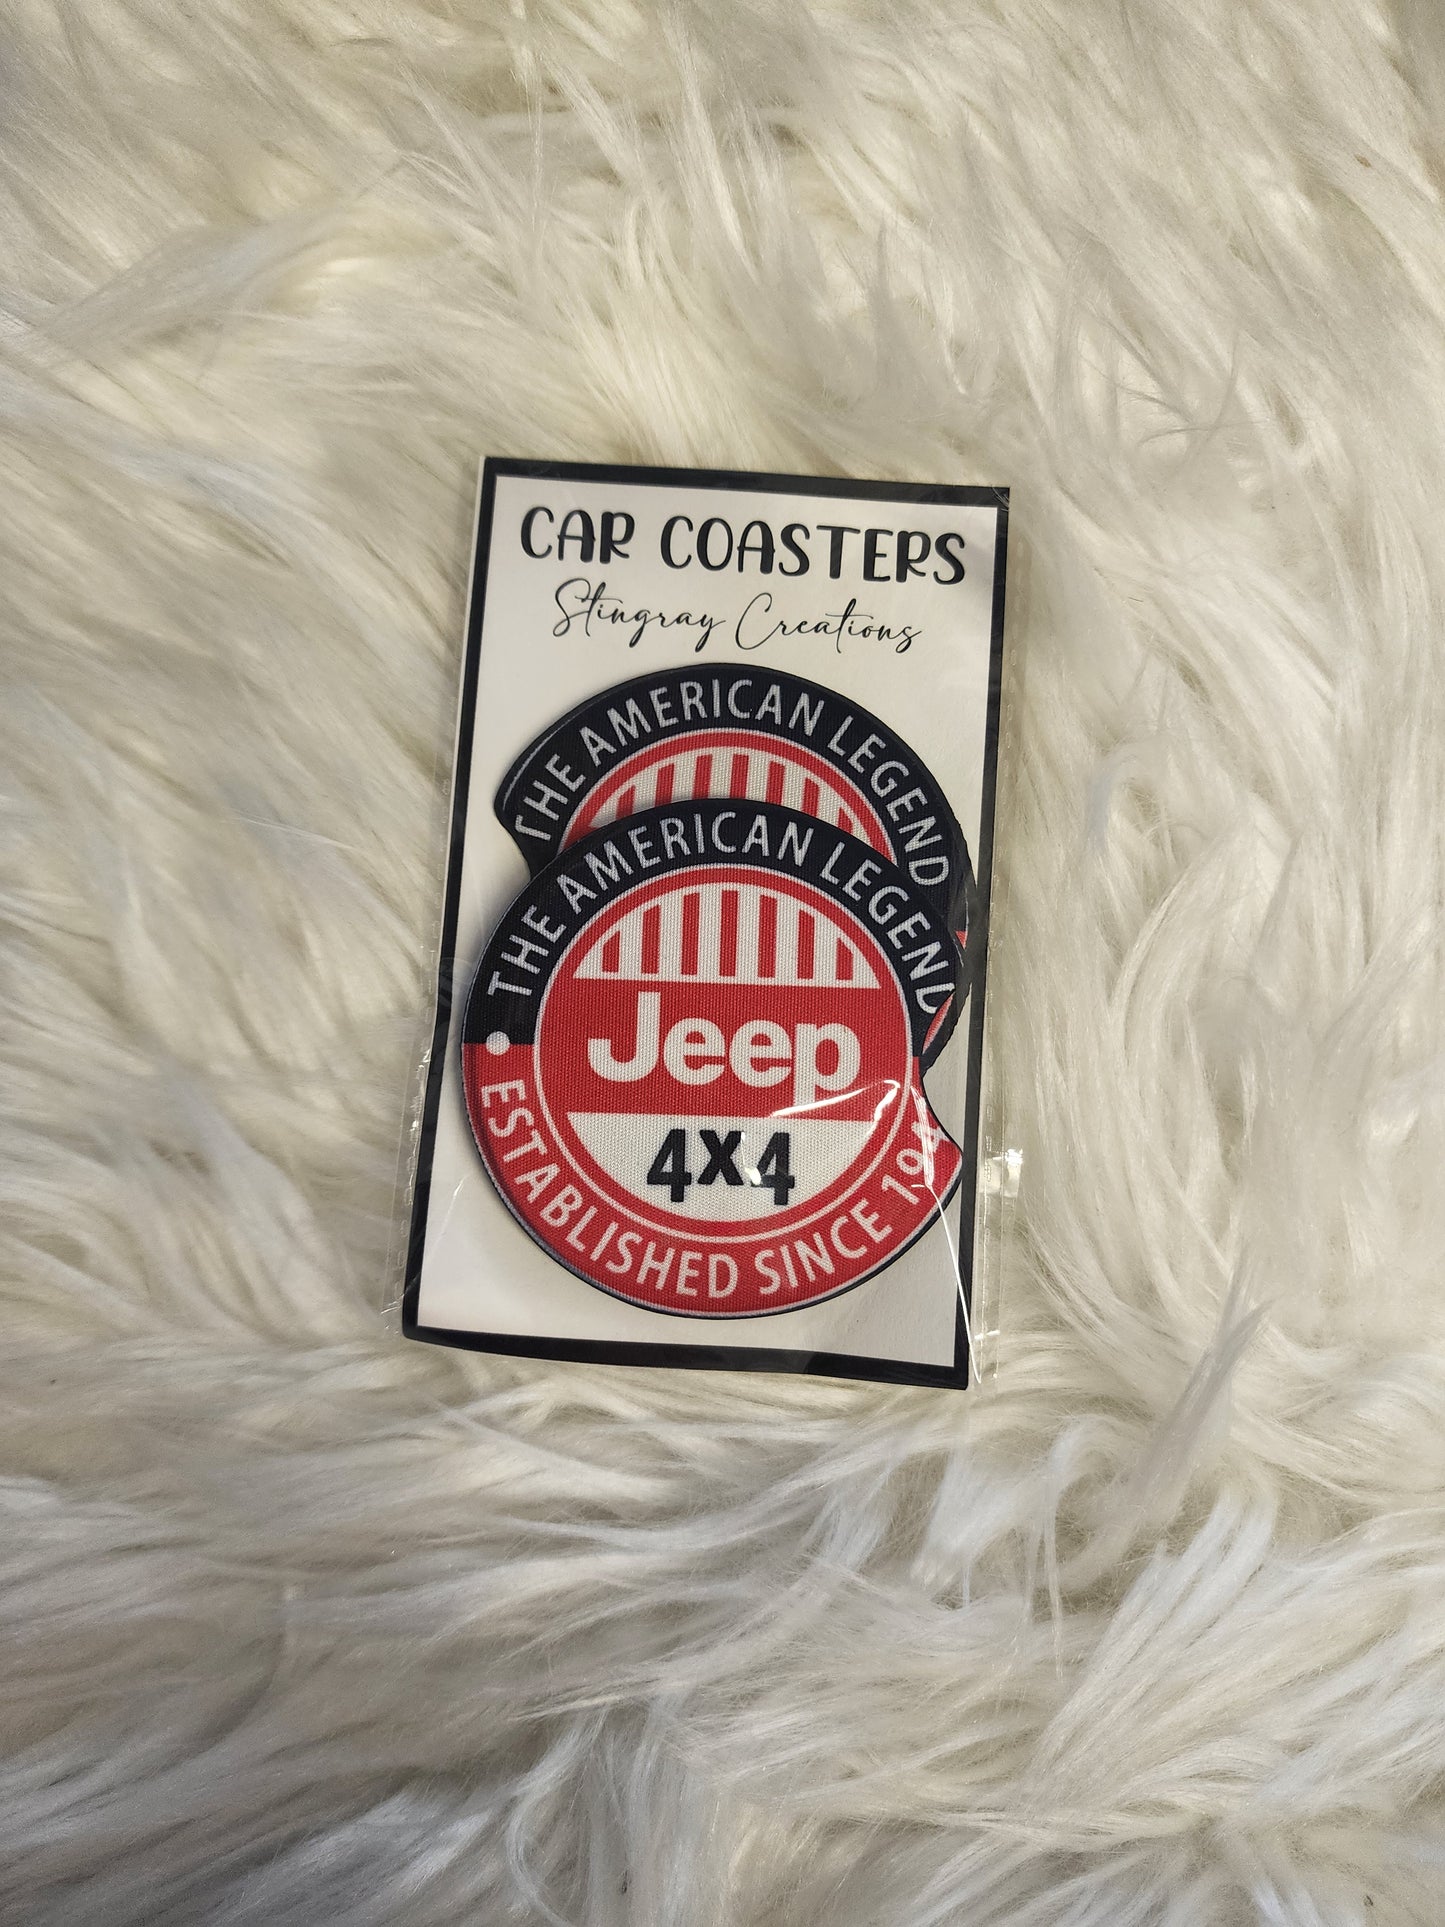 CAR COASTERS
Stingray Creations
THE AMERICAN LEGEND
THE AMERICAN LEGEND
Jeep
4x4
ESTABLISHED SINCE